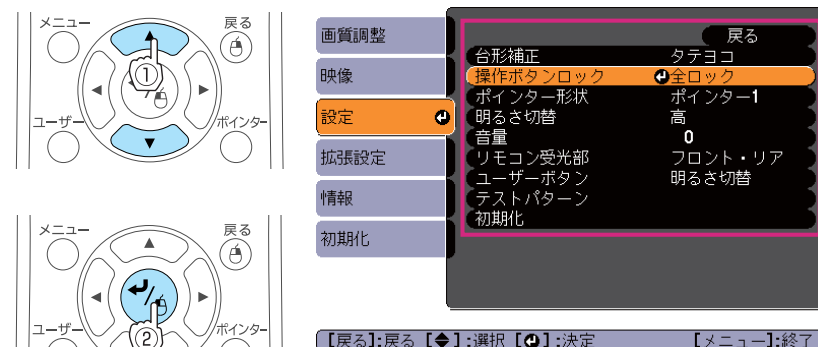 メニュー
戻る
①
ユーザー
ポインター
メニュー
戻る
②
ユーザー
ポインター
画質調整
映像
設定
拡張設定
情報
初期化
戻る
台形補正 タテヨコ
操作ボタンロック 全ロック
ポインター形状 ポインター1
明るさ切替 高
音量 0
リモコン受光部 フロント・リア
ユーザーボタン 明るさ切替
テストパターン
初期化
[戻る]:戻る [◆]:選択 [⏎]:決定 [メニュー]:終了